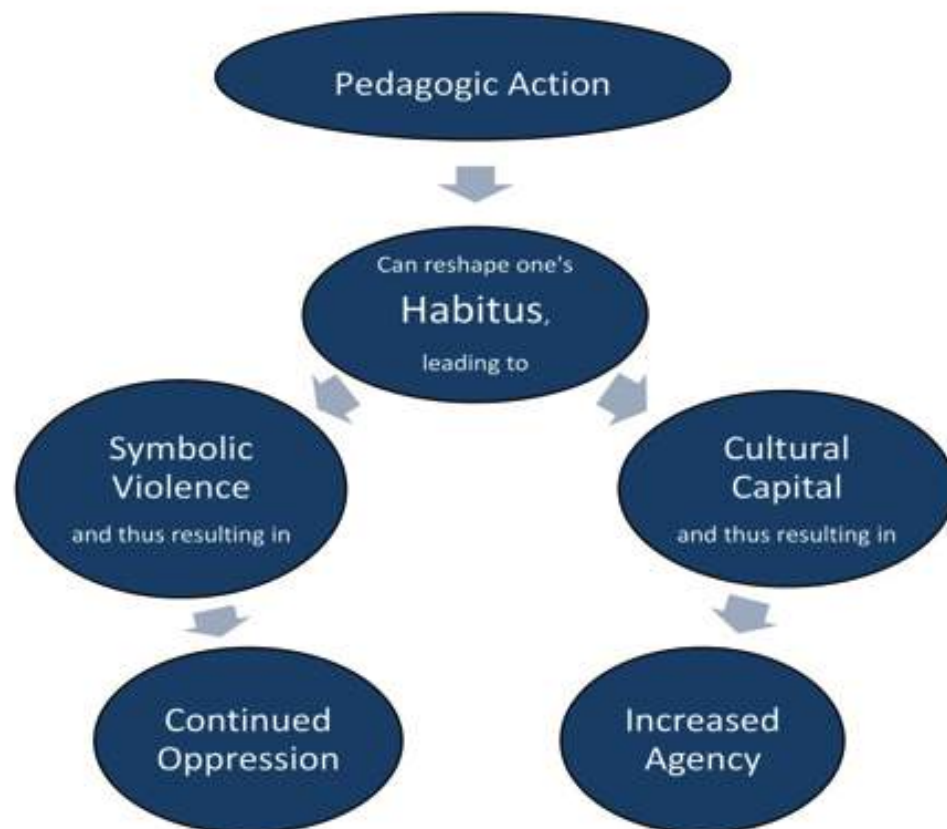 Pedagogic Action
Can reshape one's
Habitus,
leading to
Symbolic
Violence
and thus resulting in
Cultural
Capital
and thus resulting in
Continued
Oppression
Increased
Agency